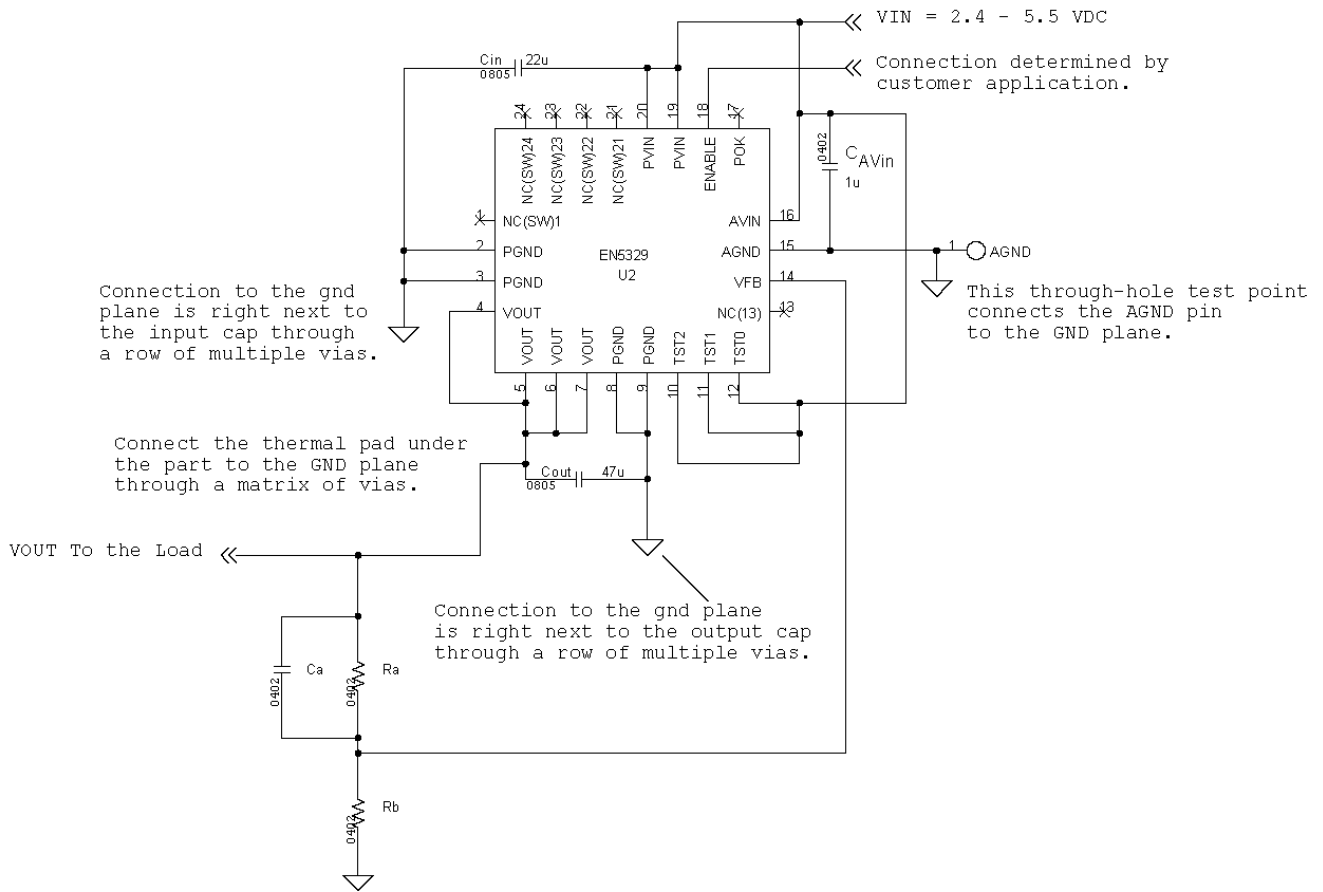 VIN = 2.4 - 5.5 VDC
Cin
22u
0805
Connection determined by
customer application.
24
23
22
21
20
19
18
17
NC(SW)24
NC(SW)23
NC(SW)22
NC(SW)21
PVIN
PVIN
ENABLE
POK
0402
CAVin
1u
1
NC(SW)1
AVIN
16
2
PGND
EN5329
AGND
15
1
AGND
3
PGND
U2
VFB
14
4
VOUT
NC(13)
13
Connection to the gnd
plane is right next to
the input cap through
a row of multiple vias.
This through-hole test point
connects the AGND pin
to the GND plane.
VOUT
VOUT
VOUT
PGND
PGND
TST2
TST1
TST0
5
6
7
8
9
10
11
12
Connect the thermal pad under
the part to the GND plane
through a matrix of vias.
Cout
47u
0805
VOUT To the Load
Connection to the gnd plane
is right next to the output cap
through a row of multiple vias.
Ca
0402
Ra
0402
Rb
0402